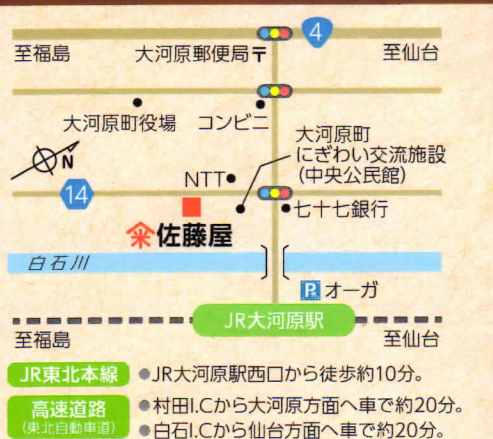 4
至福島
大河原郵便局〒
至仙台
大河原町役場
コンビニ
大河原町
にぎわい交流施設
(中央公民館)
N
NTT
14
七十七銀行
佐藤屋
白石川
P オーガ
JR大河原駅
至福島
至仙台
JR東北本線
●JR大河原駅西口から徒歩約10分。
高速道路
(東北自動車道)
●村田I.Cから大河原方面へ車で約20分。
●白石I.Cから仙台方面へ車で約20分。